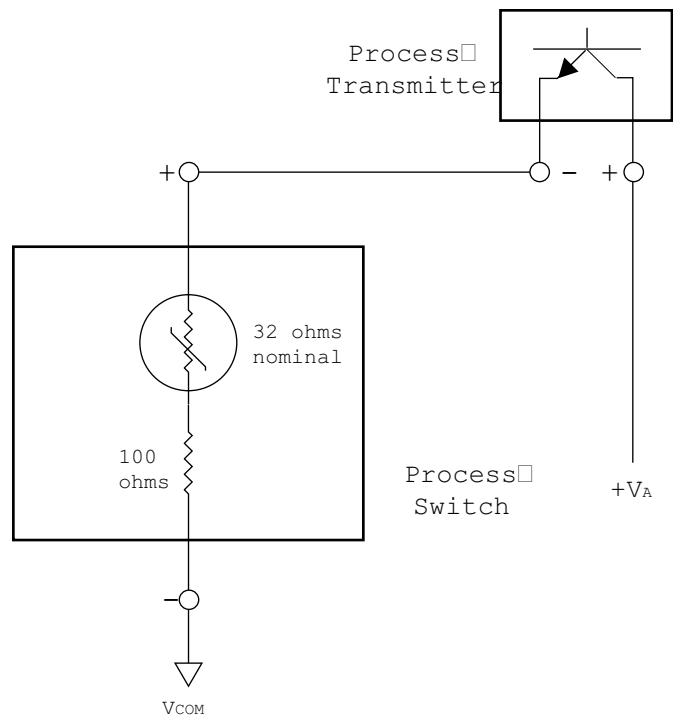 Process□
Transmitter
+
− +
32 ohms
nominal
100
ohms
Process□
Switch
+VA
−
VCOM